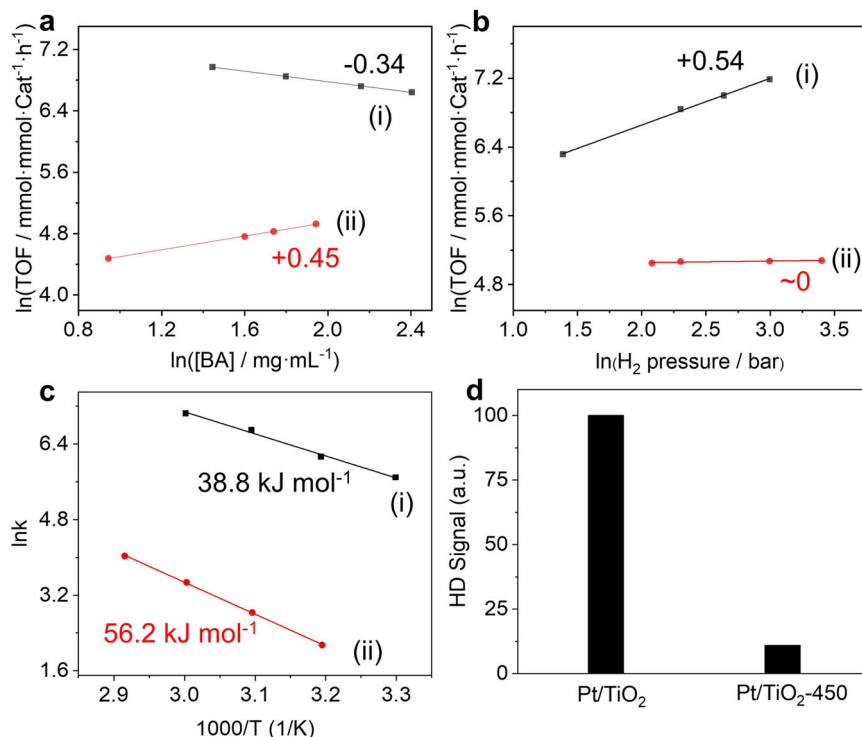 a
ln(TOF / mmol·mmol·Cat⁻¹·h⁻¹)
7.2
6.4
5.6
4.8
4.0
-0.34
(i)
(ii)
+0.45
0.8
1.2
1.6
2.0
2.4
ln([BA] / mg·mL⁻¹)
b
ln(TOF / mmol·mmol·Cat⁻¹·h⁻¹)
8.0
7.2
6.4
5.6
4.8
+0.54
(i)
(ii)
~0
1.0
1.5
2.0
2.5
3.0
3.5
ln(H₂ pressure / bar)
c
lnk
6.4
4.8
3.2
1.6
38.8 kJ mol⁻¹
(i)
56.2 kJ mol⁻¹
(ii)
2.9
3.0
3.1
3.2
3.3
1000/T (1/K)
d
HD Signal (a.u.)
100
75
50
25
0
Pt/TiO₂
Pt/TiO₂-450